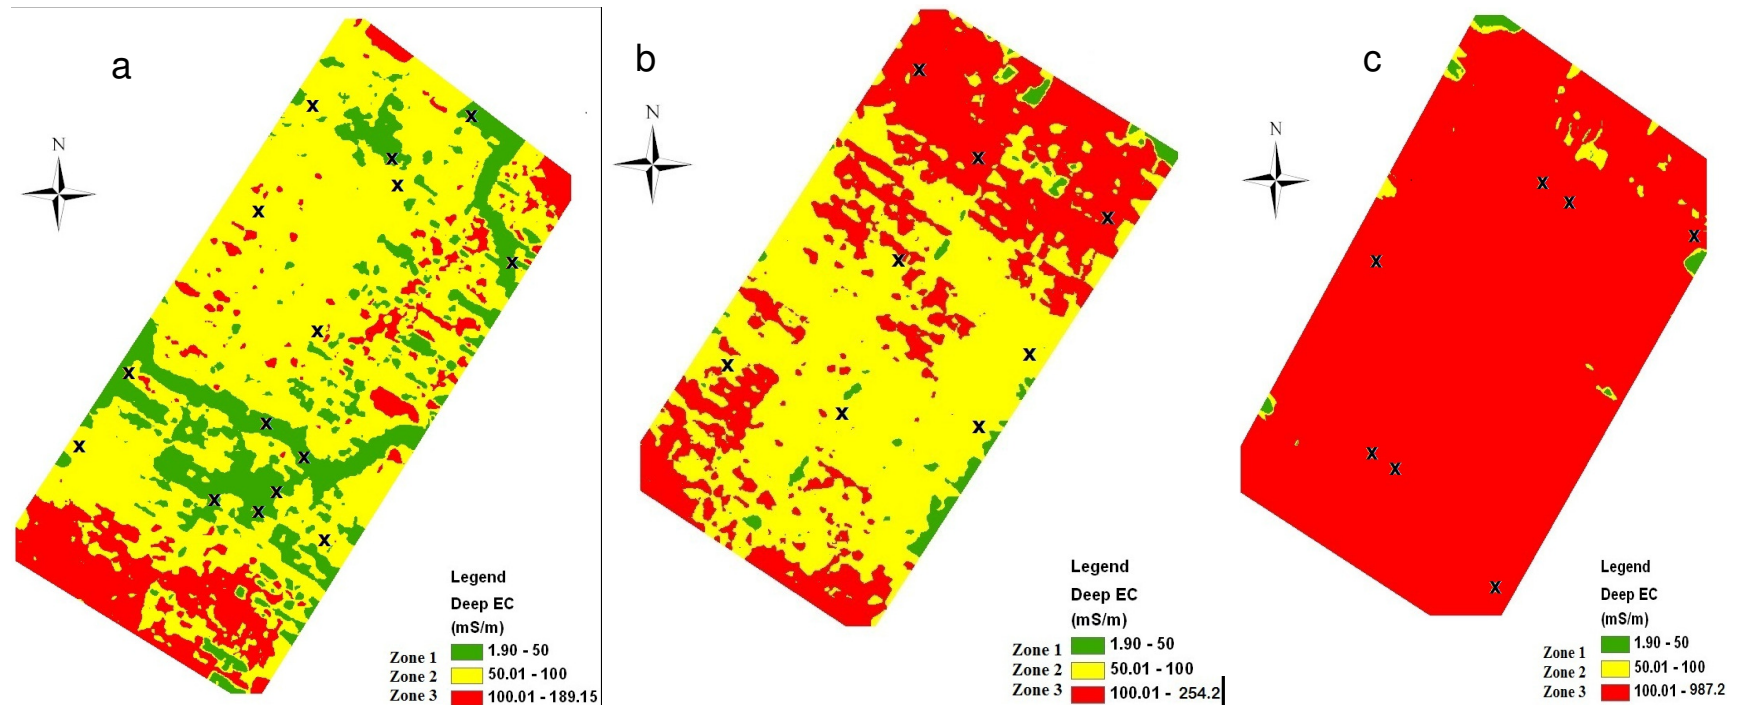 a
N
Legend
Deep EC
(mS/m)
Zone 1 1.90 - 50
Zone 2 50.01 - 100
Zone 3 100.01 - 189.15
b
N
Legend
Deep EC
(mS/m)
Zone 1 1.90 - 50
Zone 2 50.01 - 100
Zone 3 100.01 - 254.2
c
N
Legend
Deep EC
(mS/m)
Zone 1 1.90 - 50
Zone 2 50.01 - 100
Zone 3 100.01 - 987.2